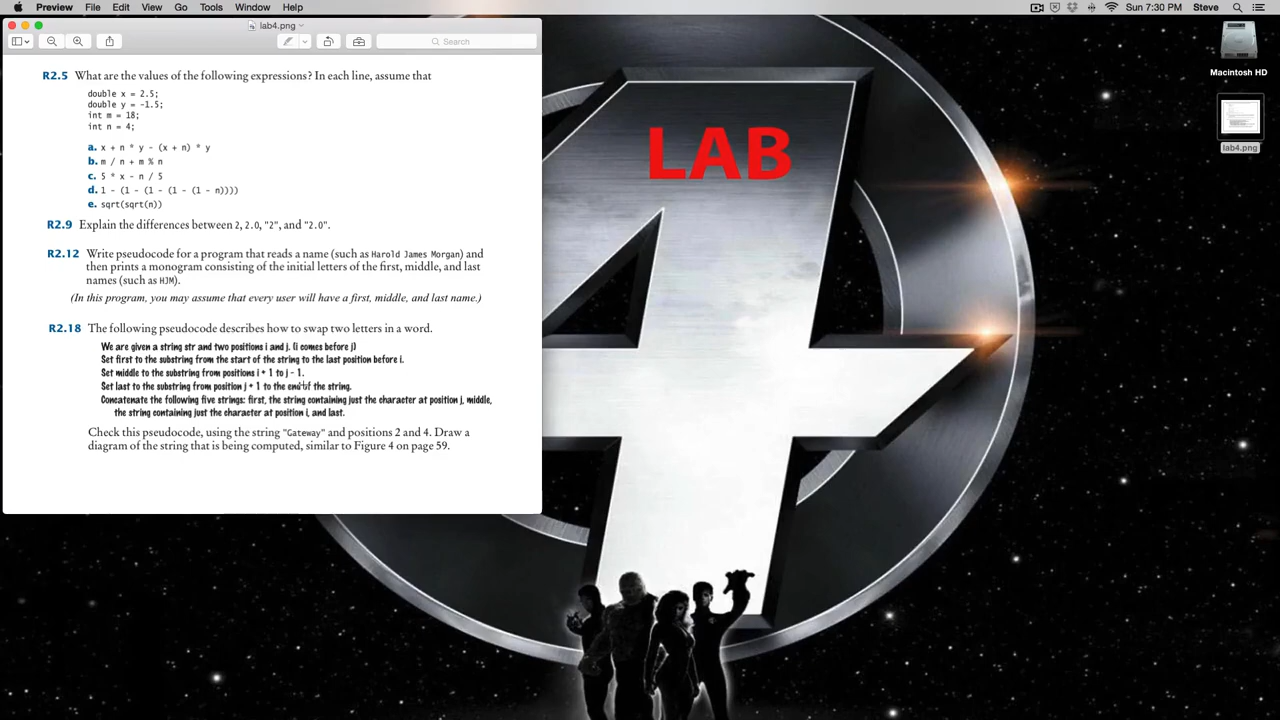 Preview File Edit View Go Tools Window Help Sun 7:30 PM Steve
lab4.png
Search
R2.5 What are the values of the following expressions? In each line, assume that
double x = 2.5;
double y = -1.5;
int m = 18;
int n = 4;
a. x + n * y - (x + n) * y
b. m / n + m % n
c. 5 * x - n / 5
d. 1 - (1 - (1 - (1 - (1 - n))))
e. sqrt(sqrt(n))
R2.9 Explain the differences between 2, 2.0, "2", and "2.0".
R2.12 Write pseudocode for a program that reads a name (such as Harold James Morgan) and
then prints a monogram consisting of the initial letters of the first, middle, and last
names (such as HJM).
(In this program, you may assume that every user will have a first, middle, and last name.)
R2.18 The following pseudocode describes how to swap two letters in a word.
We are given a string str and two positions i and j. (i comes before j)
Set first to the substring from the start of the string to the last position before i.
Set middle to the substring from positions i + 1 to j - 1.
Set last to the substring from position j + 1 to the end of the string.
Concatenate the following five strings: first, the string containing just the character at position j, middle,
the string containing just the character at position i, and last.
Check this pseudocode, using the string "Gateway" and positions 2 and 4. Draw a
diagram of the string that is being computed, similar to Figure 4 on page 59.
LAB
4
Macintosh HD
lab4.png